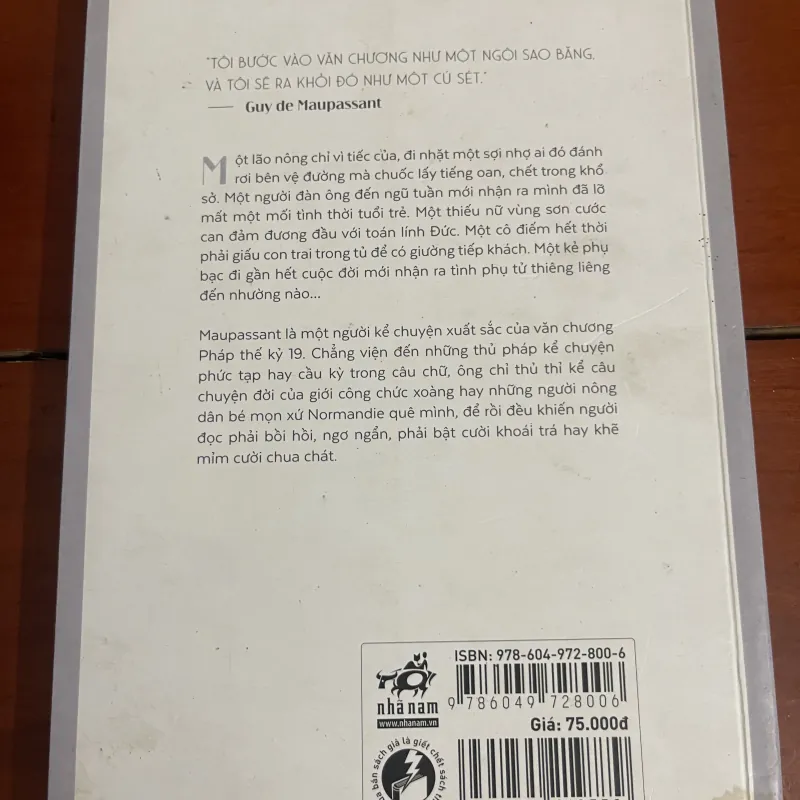 "TÔI BƯỚC VÀO VĂN CHƯƠNG NHƯ MỘT NGÔI SAO BĂNG,
VÀ TÔI SẼ RA KHỎI ĐÓ NHƯ MỘT CÚ SÉT."
— Guy de Maupassant
Một lão nông chỉ vì tiếc của, đi nhặt một sợi nhợ ai đó đánh
rơi bên vệ đường mà chuốc lấy tiếng oan, chết trong khổ
sở. Một người đàn ông đến ngũ tuần mới nhận ra mình đã lỡ
mất một mối tình thời tuổi trẻ. Một thiếu nữ vùng sơn cước
can đảm đương đầu với toán lính Đức. Một cô điếm hết thời
phải giấu con trai trong tủ để có giường tiếp khách. Một kẻ phụ
bạc đi gần hết cuộc đời mới nhận ra tình phụ tử thiêng liêng
đến nhường nào...
Maupassant là một người kể chuyện xuất sắc của văn chương
Pháp thế kỷ 19. Chẳng viện đến những thủ pháp kể chuyện
phức tạp hay cầu kỳ trong câu chữ, ông chỉ thủ thỉ kể câu
chuyện đời của giới công chức xoàng hay những người nông
dân bé mọn xứ Normandie quê mình, để rồi đều khiến người
đọc phải bồi hồi, ngơ ngẩn, phải bật cười khoái trá hay khẽ
mỉm cười chua chát.
ISBN: 978-604-972-800-6
nhã nam
www.nhanam.vn
9 786049 728006
Giá: 75.000đ
ua bán sách giả là giết chết sách t